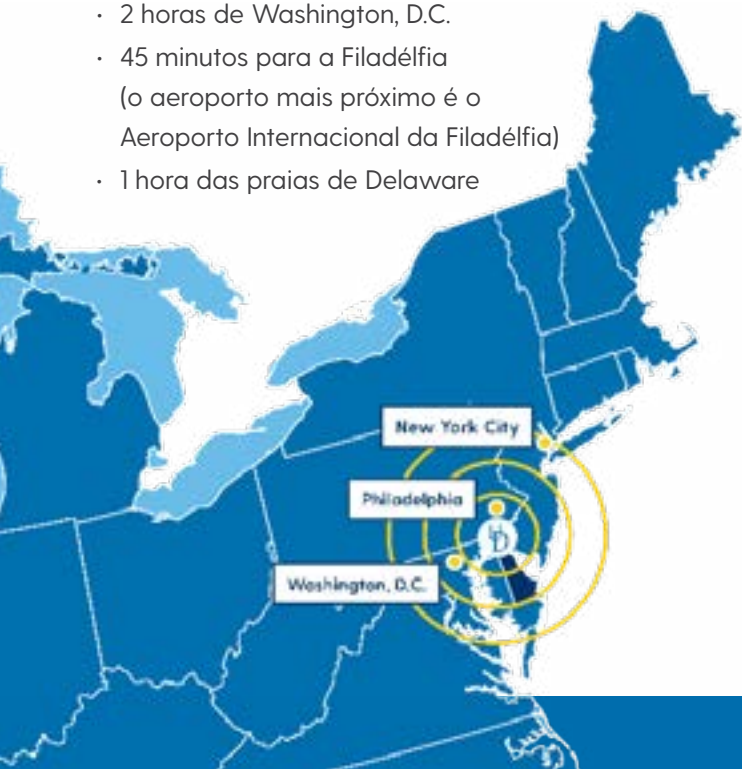 · 2 horas de Washington, D.C.
· 45 minutos para a Filadélfia
(o aeroporto mais próximo é o
Aeroporto Internacional da Filadélfia)
· 1 hora das praias de Delaware
New York City
Philadelphia
UD
Washington, D.C.